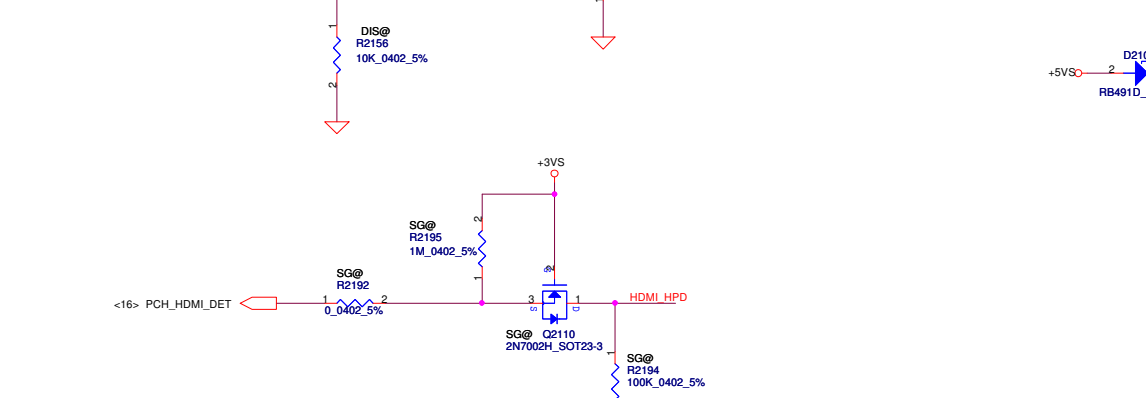 1
1
DIS@
R2156
10K_0402_5%
2
D210
+5VS
2
RB491D_
+3VS
SG@
R2195
1M_0402_5%
2
1
SG@
R2192
<16> PCH_HDMI_DET
1
2
0_0402_5%
3
S
2
1
D
HDMI_HPD
SG@ Q2110
2N7002H_SOT23-3
1
SG@
R2194
100K_0402_5%